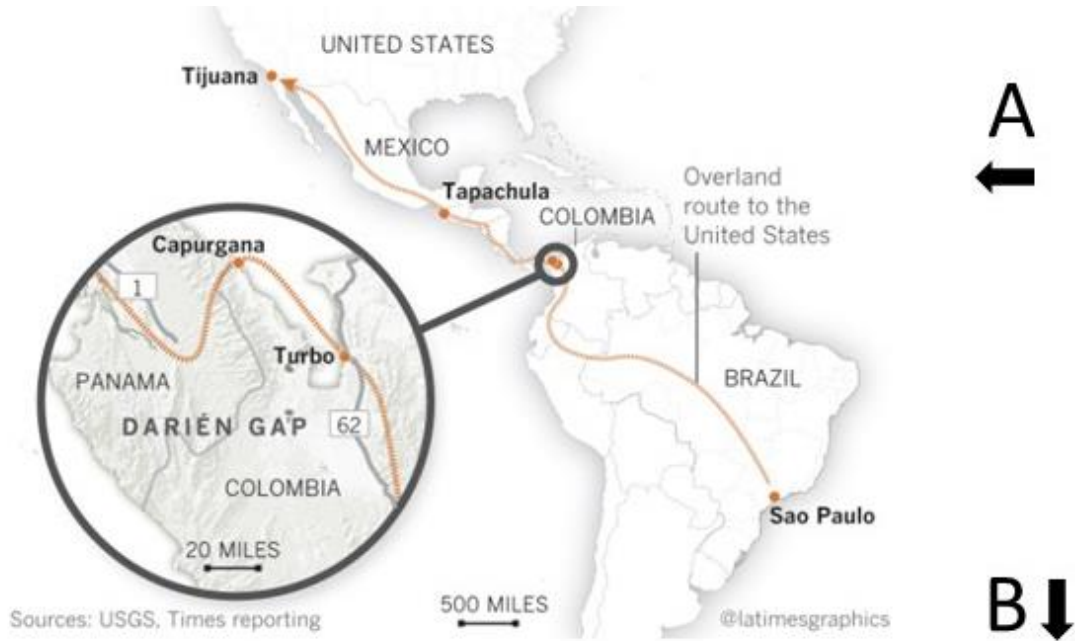 UNITED STATES
Tijuana
A
MEXICO
Tapachula
Overland
route to the
United States
COLOMBIA
Capurgana
1
Turbo
PANAMA
BRAZIL
DARIÉN GAP
62
COLOMBIA
Sao Paulo
20 MILES
500 MILES
Sources: USGS, Times reporting
@latimesgraphics
B